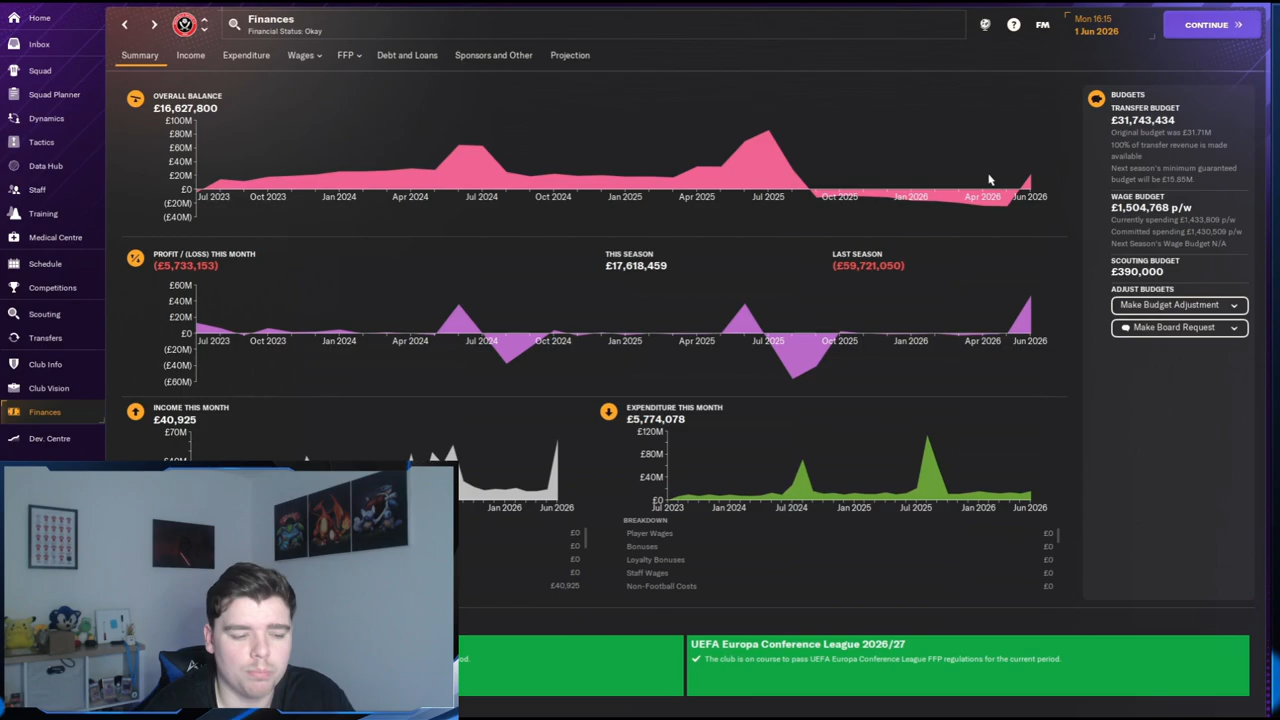 Home
Inbox
Squad
Squad Planner
Dynamics
Tactics
Data Hub
Staff
Training
Medical Centre
Schedule
Competitions
Scouting
Transfers
Club Info
Club Vision
Finances
Dev. Centre
Finances
Financial Status: Okay
FM
Mon 16:15
1 Jun 2026
CONTINUE
Summary
Income
Expenditure
Wages
FFP
Debt and Loans
Sponsors and Other
Projection
OVERALL BALANCE
£16,627,800
£100M
£80M
£60M
£40M
£20M
£0
(£20M)
(£40M)
Jul 2023 Oct 2023 Jan 2024 Apr 2024 Jul 2024 Oct 2024 Jan 2025 Apr 2025 Jul 2025 Oct 2025 Jan 2026 Apr 2026 Jun 2026
PROFIT / (LOSS) THIS MONTH
(£5,733,153)
THIS SEASON
£17,618,459
LAST SEASON
(£59,721,050)
£60M
£40M
£20M
£0
(£20M)
(£40M)
(£60M)
Jul 2023 Oct 2023 Jan 2024 Apr 2024 Jul 2024 Oct 2024 Jan 2025 Apr 2025 Jul 2025 Oct 2025 Jan 2026 Apr 2026 Jun 2026
INCOME THIS MONTH
£40,925
£70M
Jan 2026 Jun 2026
£0
£0
£0
£0
£40,925
EXPENDITURE THIS MONTH
£5,774,078
£120M
£80M
£40M
£0
Jul 2023 Jan 2024 Jul 2024 Jan 2025 Jul 2025 Jan 2026 Jun 2026
BREAKDOWN
Player Wages £0
Bonuses £0
Loyalty Bonuses £0
Staff Wages £0
Non-Football Costs £0
UEFA Europa Conference League 2026/27
The club is on course to pass UEFA Europa Conference League FFP regulations for the current period.
BUDGETS
TRANSFER BUDGET
£31,743,434
Original budget was £31.71M
100% of transfer revenue is made
available
Next season's minimum guaranteed
budget will be £15.85M.
WAGE BUDGET
£1,504,768 p/w
Currently spending £1,433,809 p/w
Committed spending £1,430,509 p/w
Next Season's Wage Budget N/A
SCOUTING BUDGET
£390,000
ADJUST BUDGETS
Make Budget Adjustment
Make Board Request